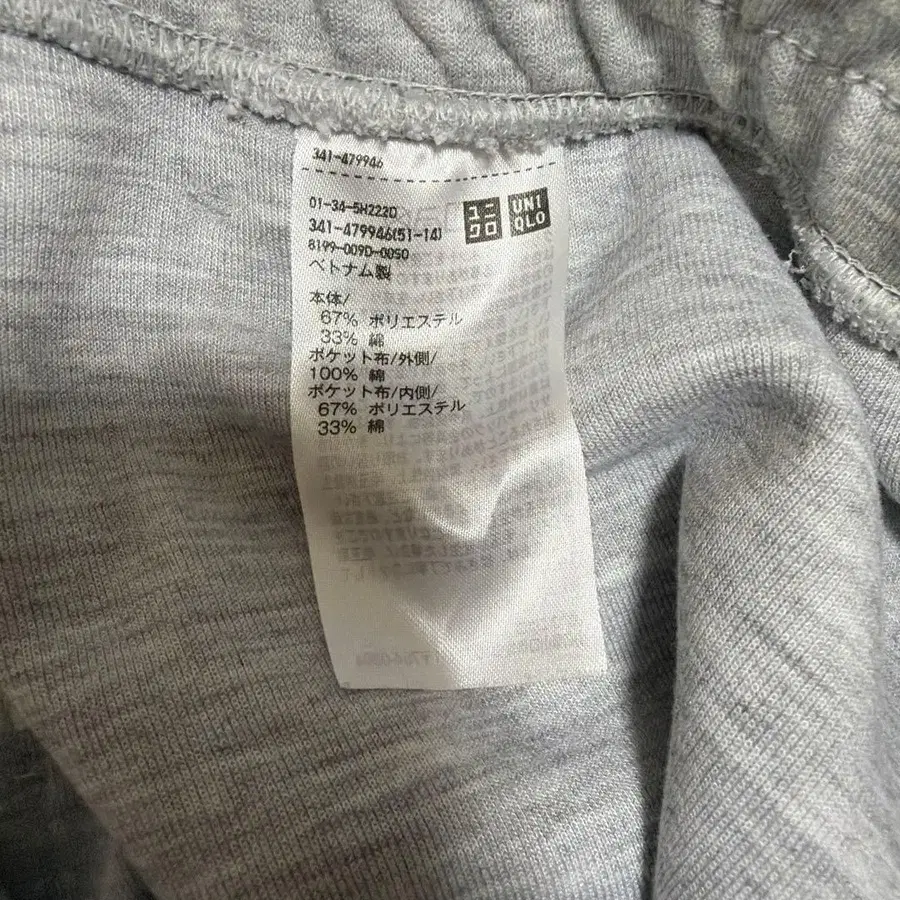 341-479946
01-34-5H222D
341-479946(51-14)
8199-009D-00SO
ベトナム製
ユニ
クロ
UNI
QLO
本体/
67% ポリエステル
33% 綿
ポケット布/外側/
100% 綿
ポケット布/内側/
67% ポリエステル
33% 綿